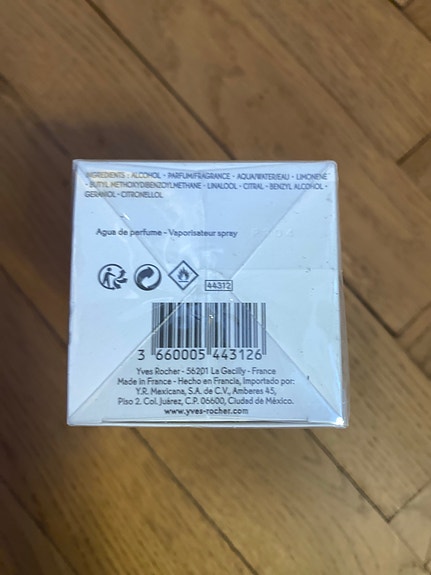 INGREDIENTS : ALCOHOL • PARFUM/FRAGRANCE • AQUA/WATER/EAU • LIMONENE
• BUTYL METHOXYDIBENZOYLMETHANE • LINALOOL • CITRAL • BENZYL ALCOHOL •
GERANIOL • CITRONELLOL
Agua de perfume - Vaporisateur spray
44312
3 660005 443126
Yves Rocher - 56201 La Gacilly - France
Made in France - Hecho en Francia, Importado por:
Y.R. Mexicana, S.A. de C.V., Amberes 45,
Piso 2. Col. Juárez, C.P. 06600, Ciudad de México.
www.yves-rocher.com